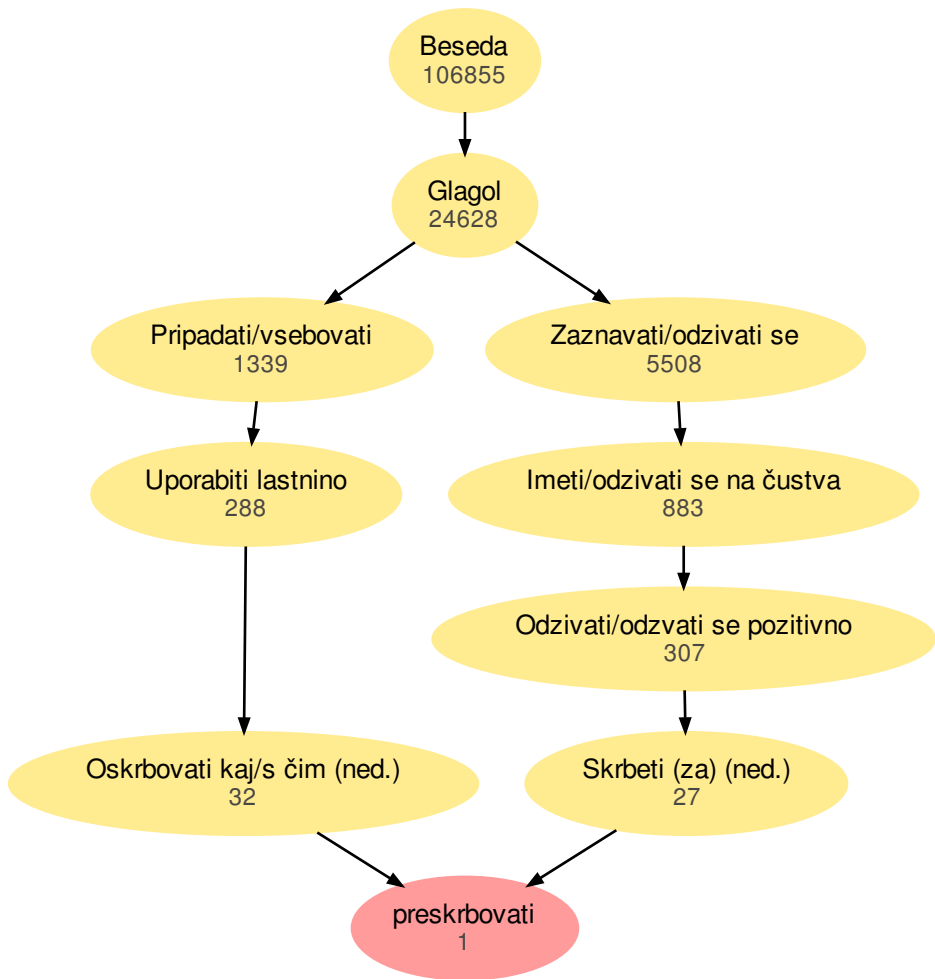 Beseda
106855
Glagol
24628
Pripadati/vsebovati
1339
Zaznavati/odzivati se
5508
Uporabiti lastnino
288
Imeti/odzivati se na čustva
883
Odzivati/odzvati se pozitivno
307
Oskrbovati kaj/s čim (ned.)
32
Skrbeti (za) (ned.)
27
preskrbovati
1